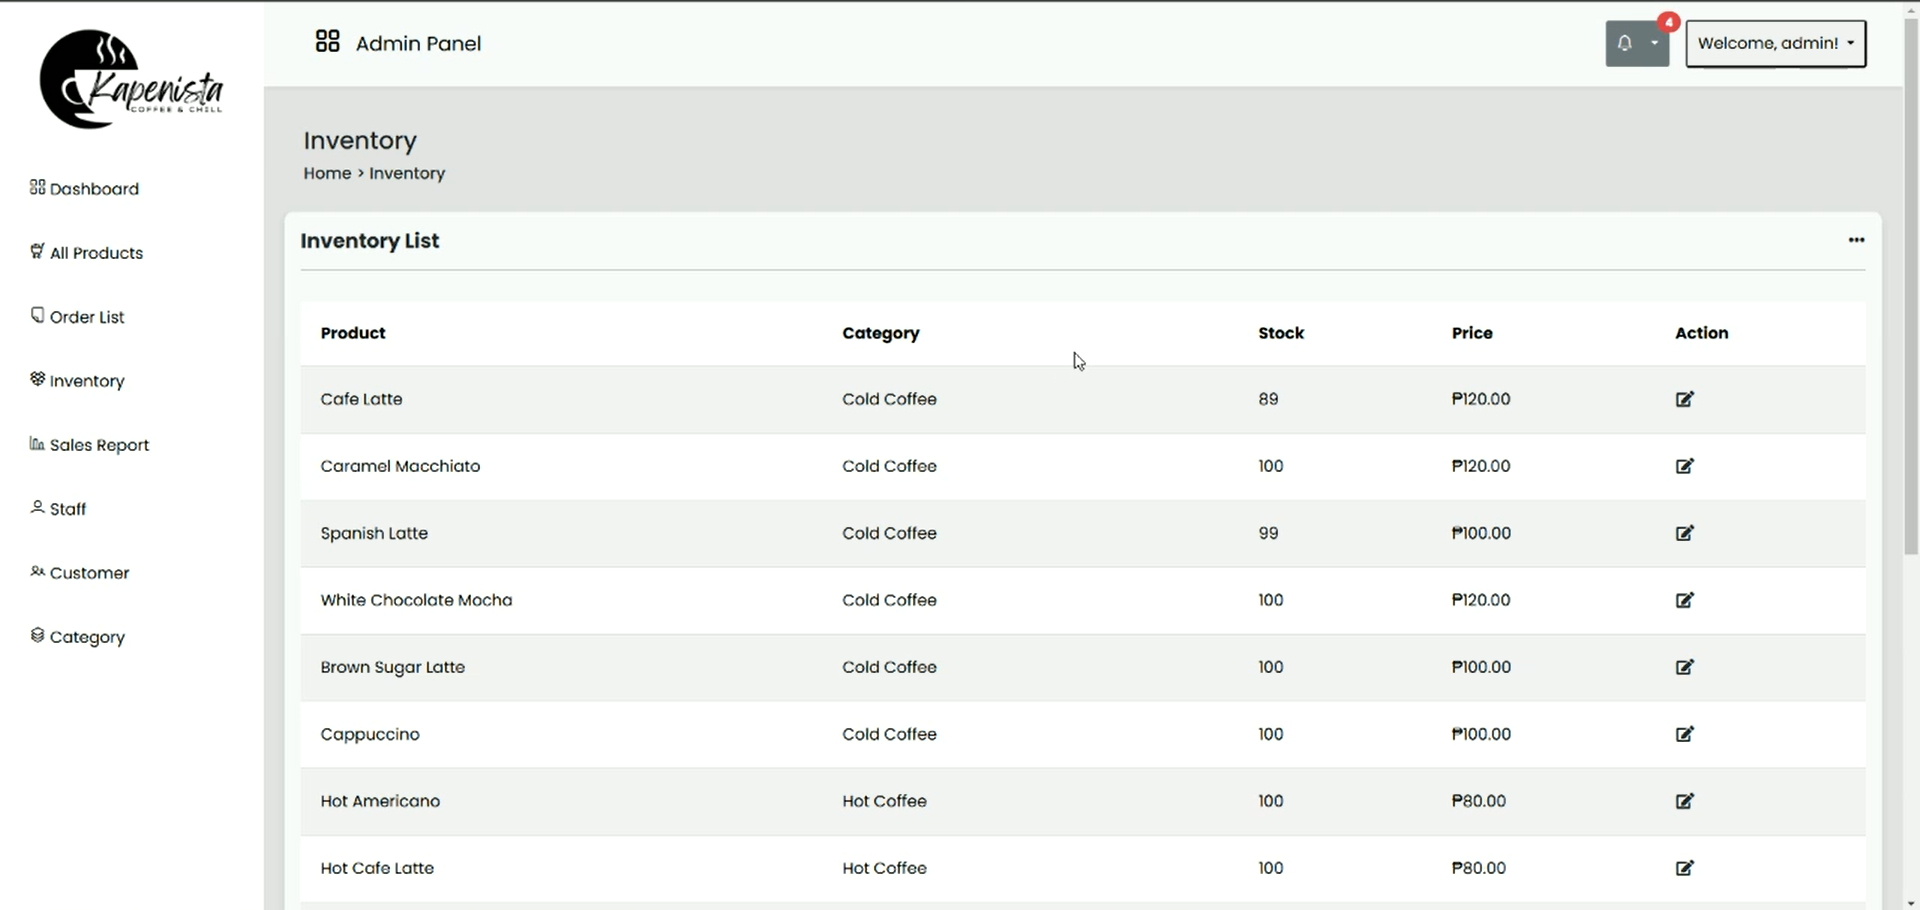 Kapenista
COFFEE & CHILL
Admin Panel
4
Welcome, admin!
Dashboard
All Products
Order List
Inventory
Sales Report
Staff
Customer
Category
Inventory
Home > Inventory
Inventory List
Product Category Stock Price Action
Cafe Latte Cold Coffee 89 ₱120.00
Caramel Macchiato Cold Coffee 100 ₱120.00
Spanish Latte Cold Coffee 99 ₱100.00
White Chocolate Mocha Cold Coffee 100 ₱120.00
Brown Sugar Latte Cold Coffee 100 ₱100.00
Cappuccino Cold Coffee 100 ₱100.00
Hot Americano Hot Coffee 100 ₱80.00
Hot Cafe Latte Hot Coffee 100 ₱80.00